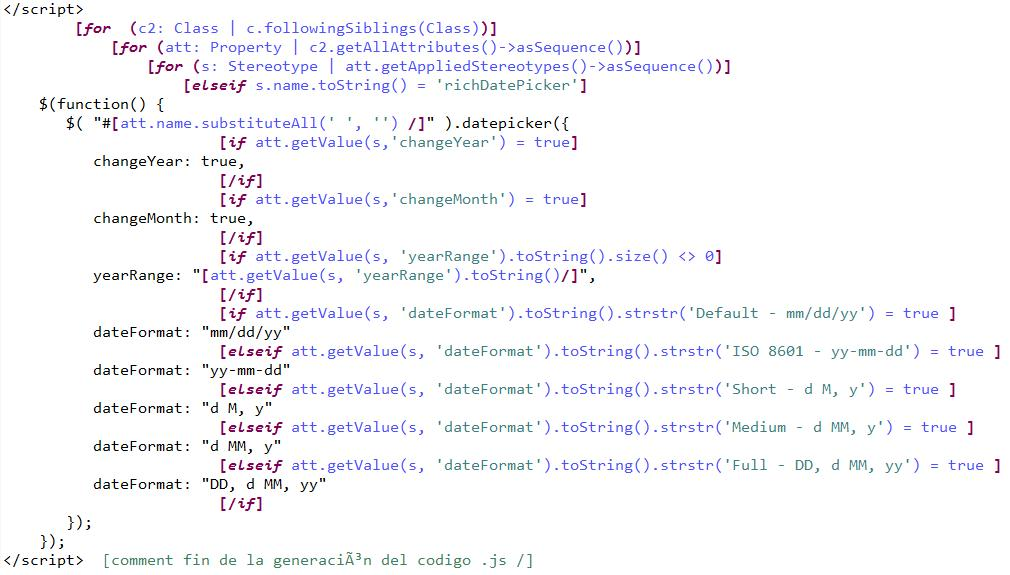 </script>
[for (c2: Class | c.followingSiblings(Class))]
[for (att: Property | c2.getAllAttributes()->asSequence())]
[for (s: Stereotype | att.getAppliedStereotypes()->asSequence())]
[elseif s.name.toString() = 'richDatePicker']
$(function() {
$( "#[att.name.substituteAll(' ', '') /]" ).datepicker({
[if att.getValue(s,'changeYear') = true]
changeYear: true,
[/if]
[if att.getValue(s,'changeMonth') = true]
changeMonth: true,
[/if]
[if att.getValue(s, 'yearRange').toString().size() <> 0]
yearRange: "[att.getValue(s, 'yearRange').toString()/]",
[/if]
[if att.getValue(s, 'dateFormat').toString().strstr('Default - mm/dd/yy') = true ]
dateFormat: "mm/dd/yy"
[elseif att.getValue(s, 'dateFormat').toString().strstr('ISO 8601 - yy-mm-dd') = true ]
dateFormat: "yy-mm-dd"
[elseif att.getValue(s, 'dateFormat').toString().strstr('Short - d M, y') = true ]
dateFormat: "d M, y"
[elseif att.getValue(s, 'dateFormat').toString().strstr('Medium - d MM, y') = true ]
dateFormat: "d MM, y"
[elseif att.getValue(s, 'dateFormat').toString().strstr('Full - DD, d MM, yy') = true ]
dateFormat: "DD, d MM, yy"
[/if]
});
});
</script> [comment fin de la generaciÃ³n del codigo .js /]